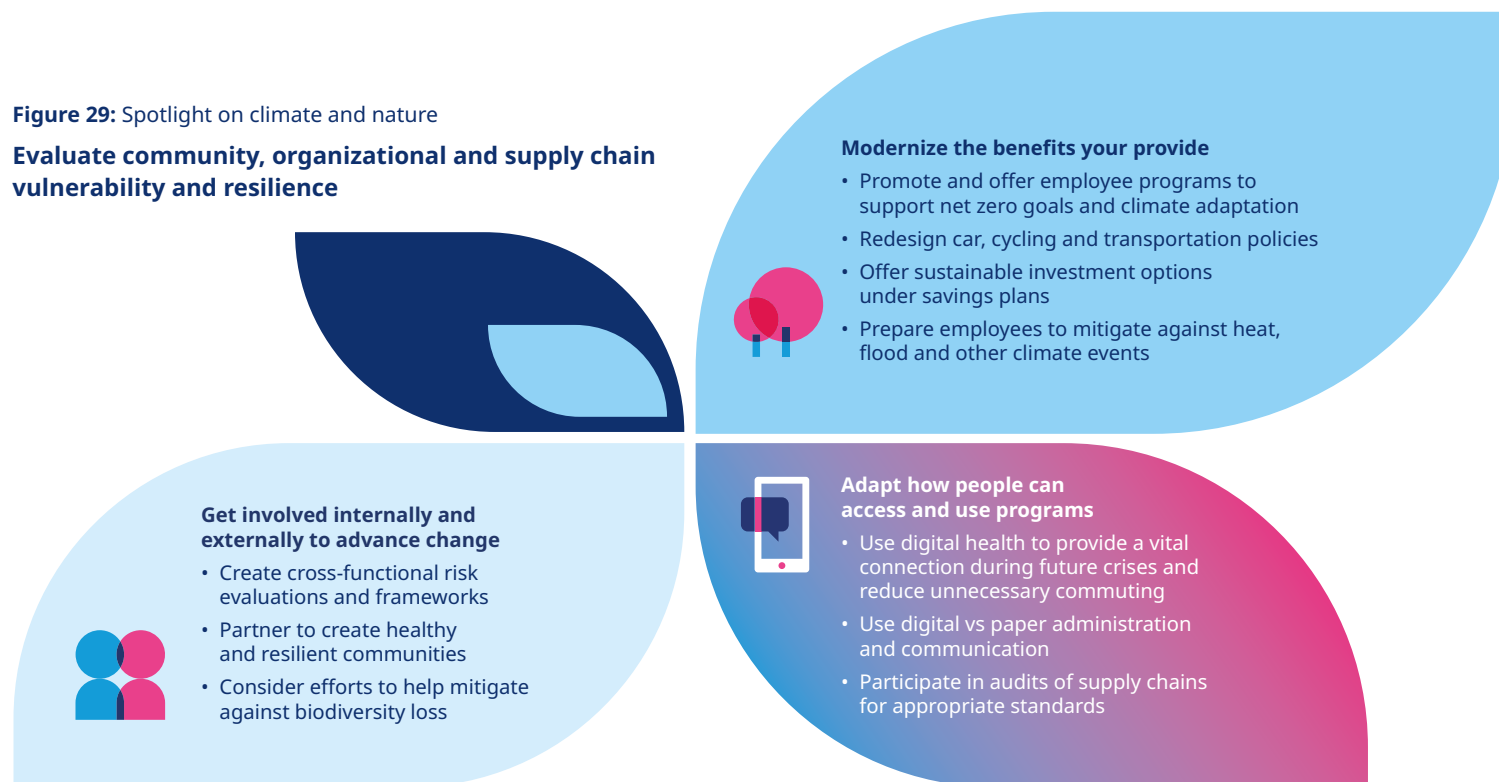 Figure 29: Spotlight on climate and nature
Evaluate community, organizational and supply chain
vulnerability and resilience
Modernize the benefits your provide
• Promote and offer employee programs to
support net zero goals and climate adaptation
• Redesign car, cycling and transportation policies
• Offer sustainable investment options
under savings plans
• Prepare employees to mitigate against heat,
flood and other climate events
Get involved internally and
externally to advance change
• Create cross-functional risk
evaluations and frameworks
• Partner to create healthy
and resilient communities
• Consider efforts to help mitigate
against biodiversity loss
Adapt how people can
access and use programs
• Use digital health to provide a vital
connection during future crises and
reduce unnecessary commuting
• Use digital vs paper administration
and communication
• Participate in audits of supply chains
for appropriate standards